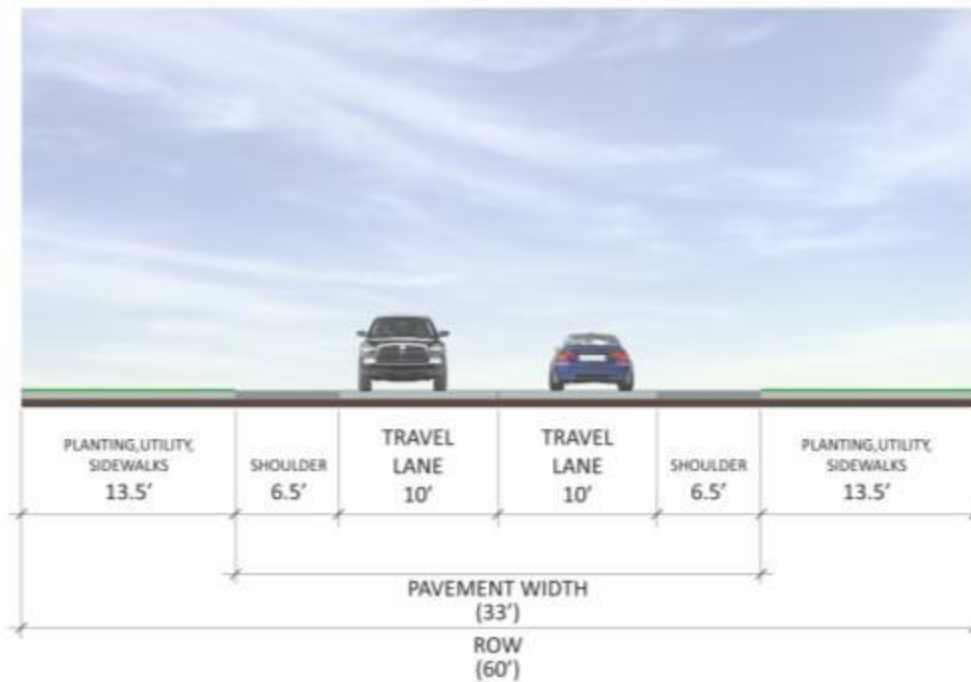 PLANTING,UTILITY,
SIDEWALKS
13.5'
SHOULDER
6.5'
TRAVEL
LANE
10'
TRAVEL
LANE
10'
SHOULDER
6.5'
PLANTING,UTILITY,
SIDEWALKS
13.5'
PAVEMENT WIDTH
(33')
ROW
(60')